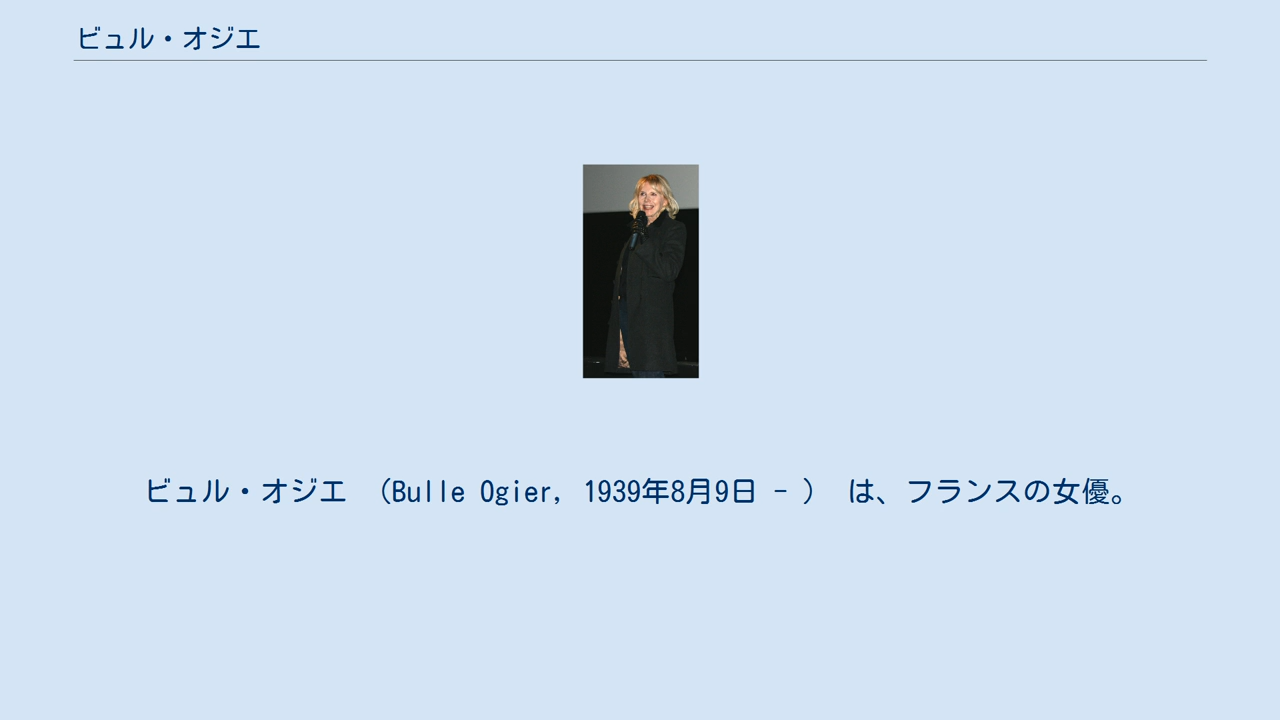 ビュル・オジエ
ビュル・オジエ （Bulle Ogier, 1939年8月9日 - ） は、フランスの女優。